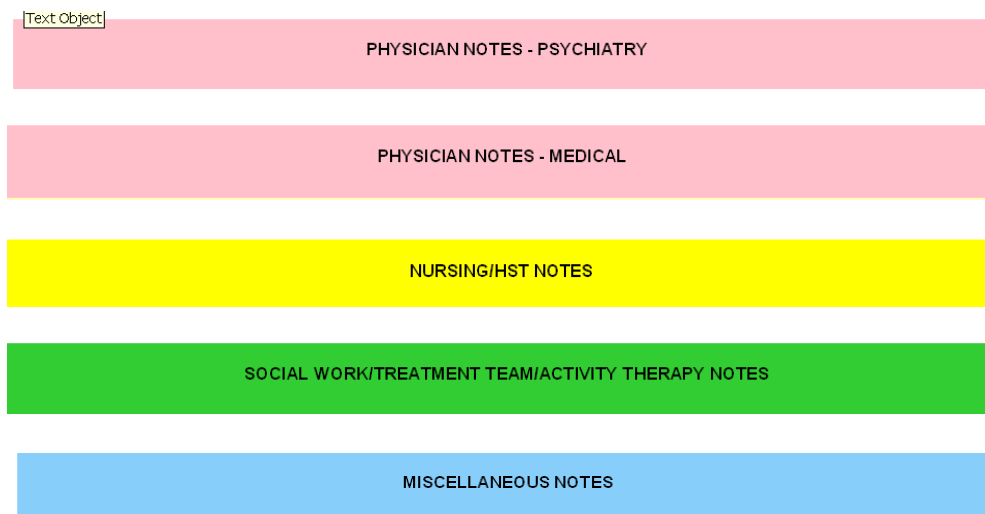 Text Object
PHYSICIAN NOTES - PSYCHIATRY
PHYSICIAN NOTES - MEDICAL
NURSING/HST NOTES
SOCIAL WORK/TREATMENT TEAM/ACTIVITY THERAPY NOTES
MISCELLANEOUS NOTES